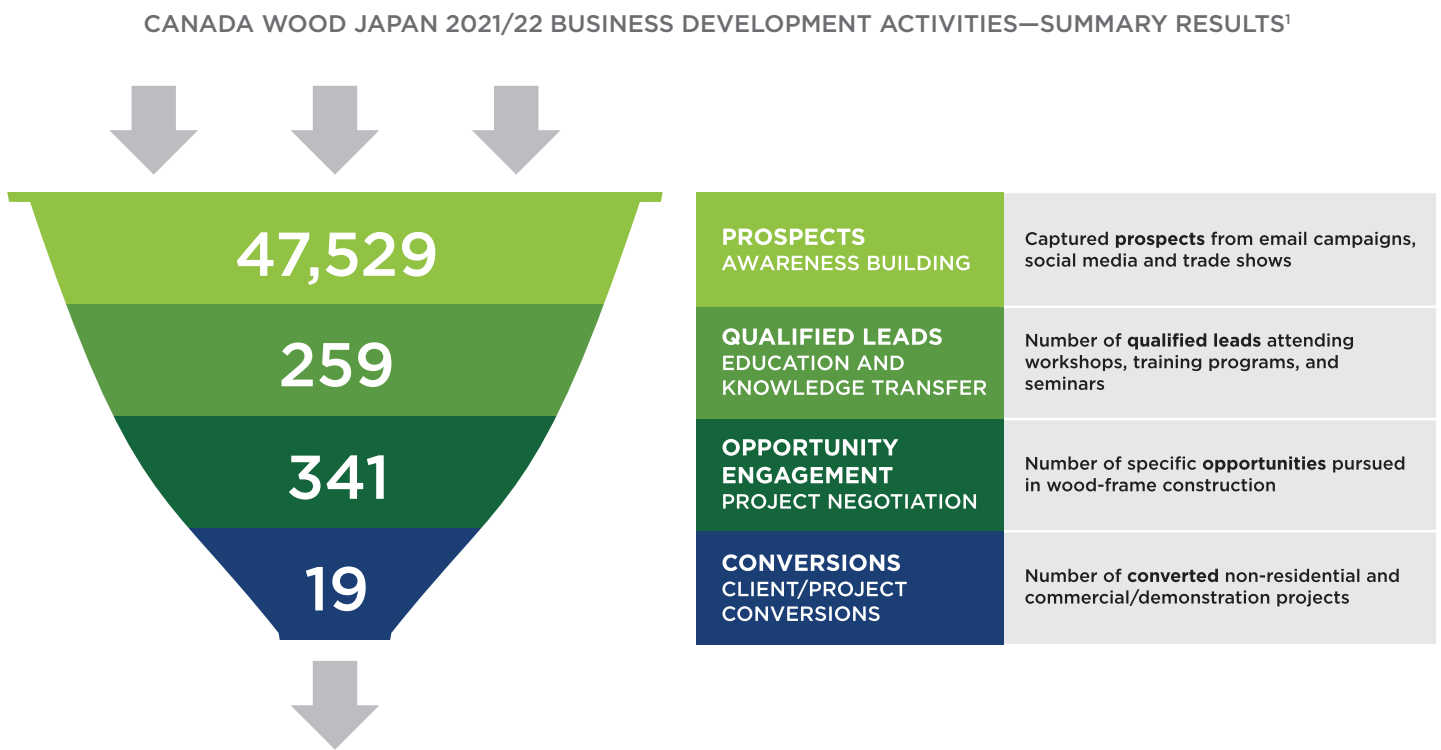 CANADA WOOD JAPAN 2021/22 BUSINESS DEVELOPMENT ACTIVITIES—SUMMARY RESULTS¹
47,529
PROSPECTS
AWARENESS BUILDING
Captured prospects from email campaigns,
social media and trade shows
259
QUALIFIED LEADS
EDUCATION AND
KNOWLEDGE TRANSFER
Number of qualified leads attending
workshops, training programs, and
seminars
341
OPPORTUNITY
ENGAGEMENT
PROJECT NEGOTIATION
Number of specific opportunities pursued
in wood-frame construction
19
CONVERSIONS
CLIENT/PROJECT
CONVERSIONS
Number of converted non-residential and
commercial/demonstration projects